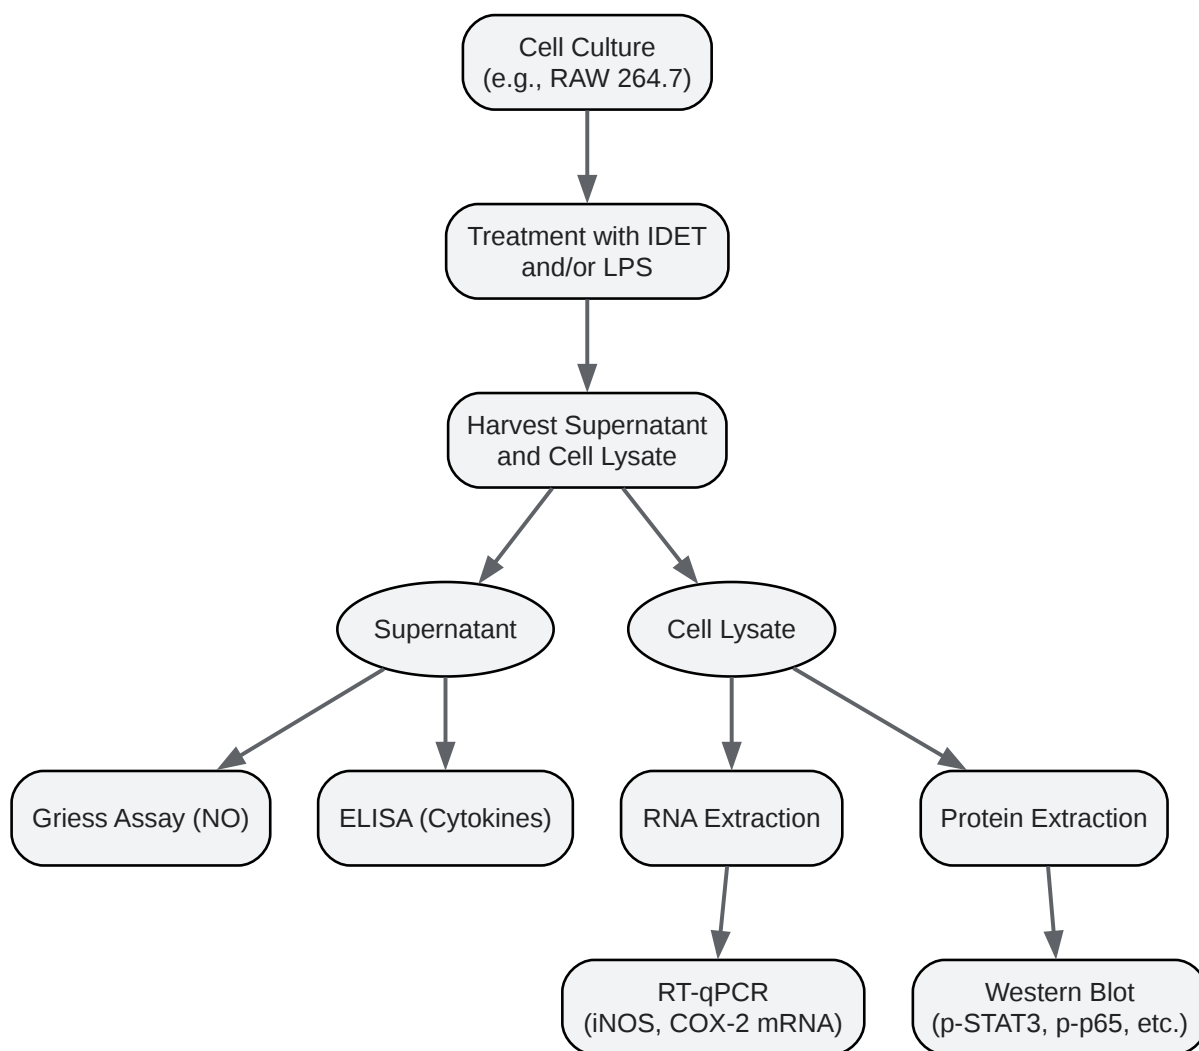 Cell Culture
(e.g., RAW 264.7)
Treatment with IDET
and/or LPS
Harvest Supernatant
and Cell Lysate
Supernatant
Cell Lysate
Griess Assay (NO)
ELISA (Cytokines)
RNA Extraction
Protein Extraction
RT-qPCR
(iNOS, COX-2 mRNA)
Western Blot
(p-STAT3, p-p65, etc.)